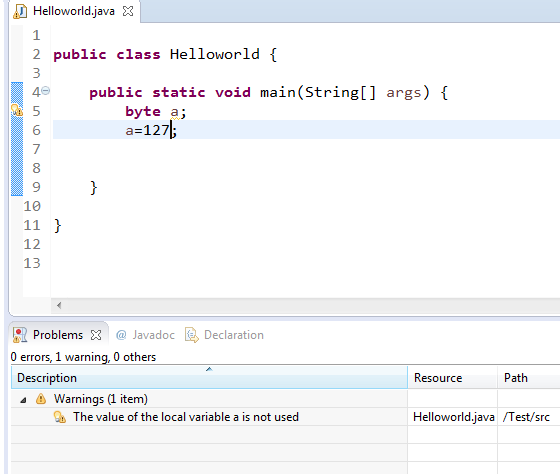 Helloworld.java
1
2 public class Helloworld {
3
4 public static void main(String[] args) {
5 byte a;
6 a=127;
7
8
9 }
10
11 }
12
13
Problems @ Javadoc Declaration
0 errors, 1 warning, 0 others
Description Resource Path
Warnings (1 item)
The value of the local variable a is not used Helloworld.java /Test/src